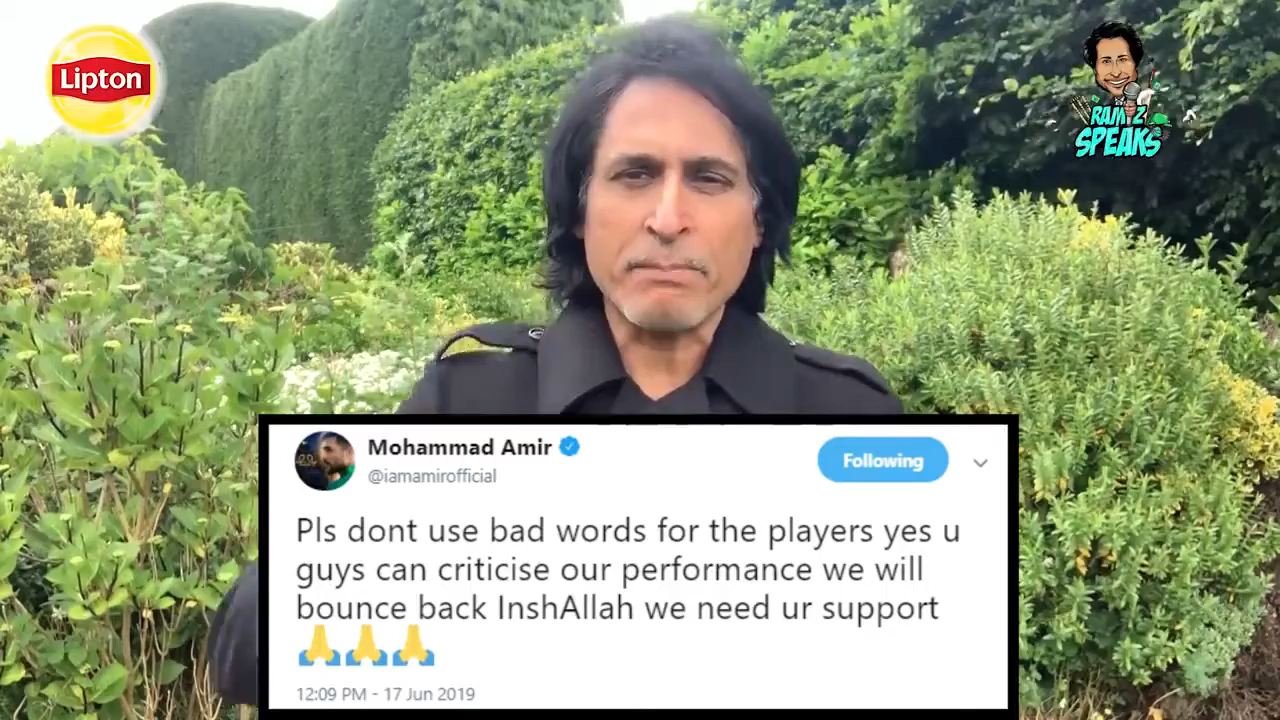 Lipton
RAMIZ
SPEAKS
Mohammad Amir
@iamamirofficial
Following
Pls dont use bad words for the players yes u
guys can criticise our performance we will
bounce back InshAllah we need ur support
🙏🙏🙏
12:09 PM - 17 Jun 2019